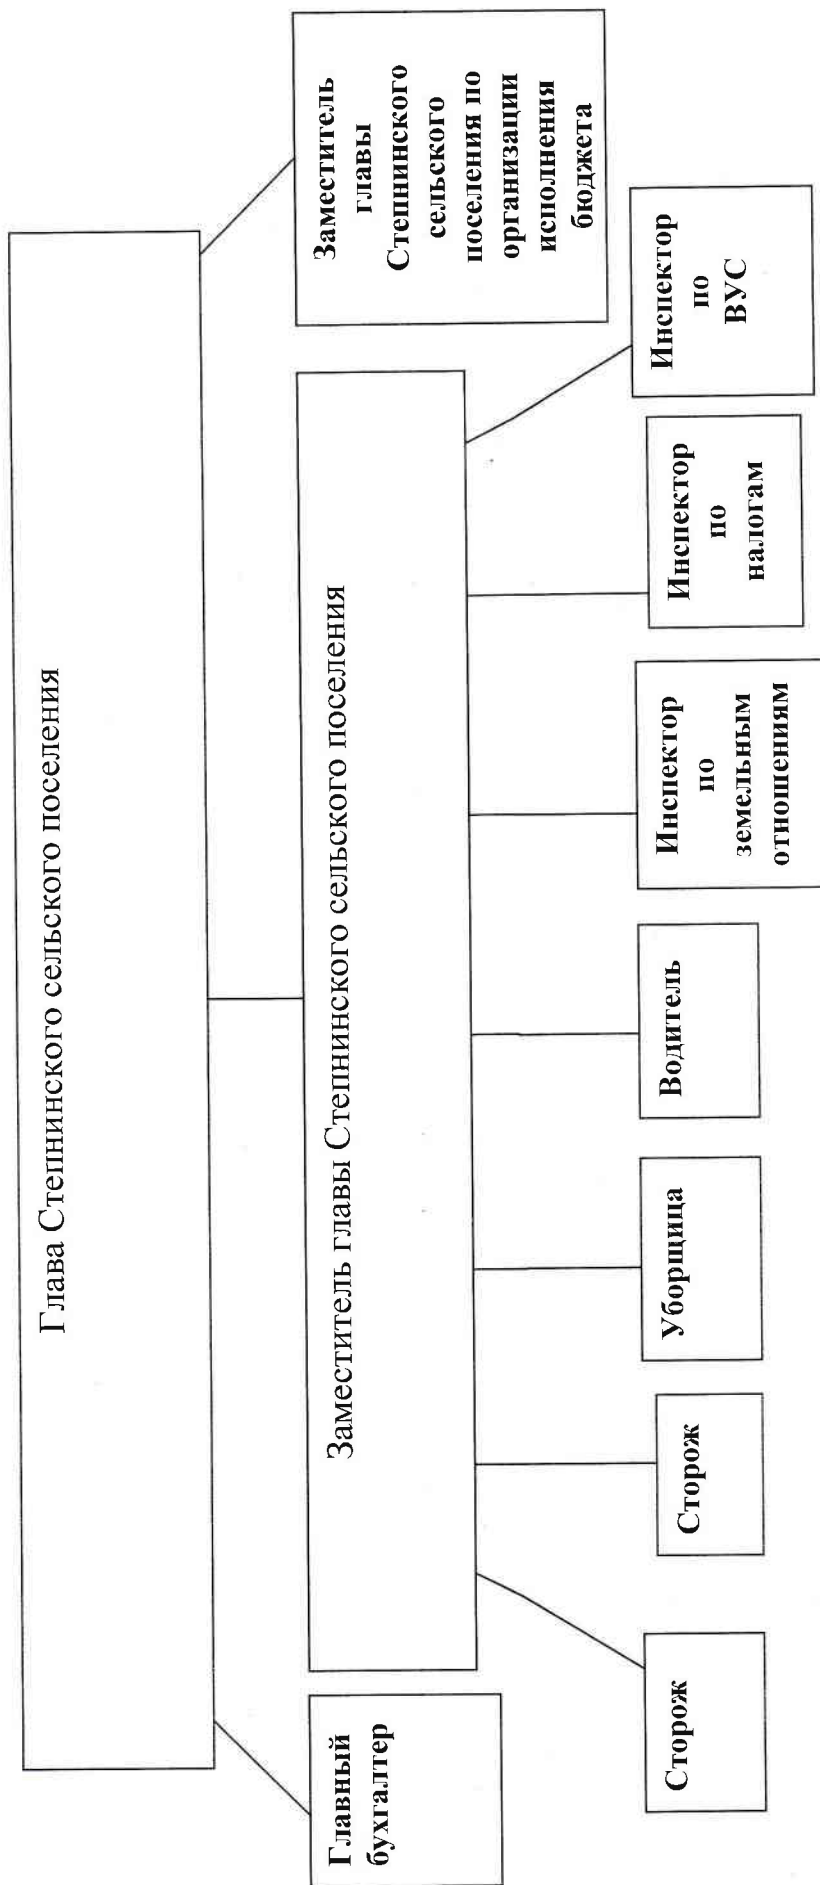 Глава Степнинского сельского поселения
Главный
бухгалтер
Заместитель главы Степнинского сельского поселения
Заместитель
главы
Степнинского
сельского
поселения по
организации
исполнения
бюджета
Сторож
Сторож
Уборщица
Водитель
Инспектор
по
земельным
отношениям
Инспектор
по
налогам
Инспектор
по
ВУС